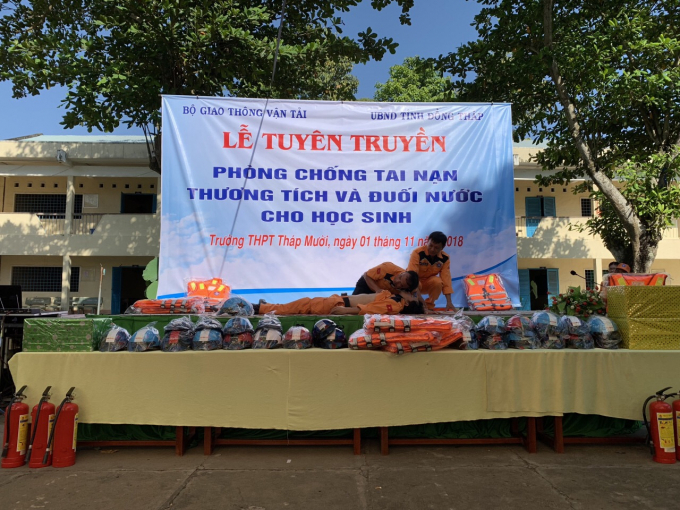 BỘ GIAO THÔNG VẬN TẢI
UBND TỈNH ĐỒNG THÁP
LỄ TUYÊN TRUYỀN
PHÒNG CHỐNG TAI NẠN
THƯƠNG TÍCH VÀ ĐUỐI NƯỚC
CHO HỌC SINH
Trường THPT Tháp Mười, ngày 01 tháng 11 2018